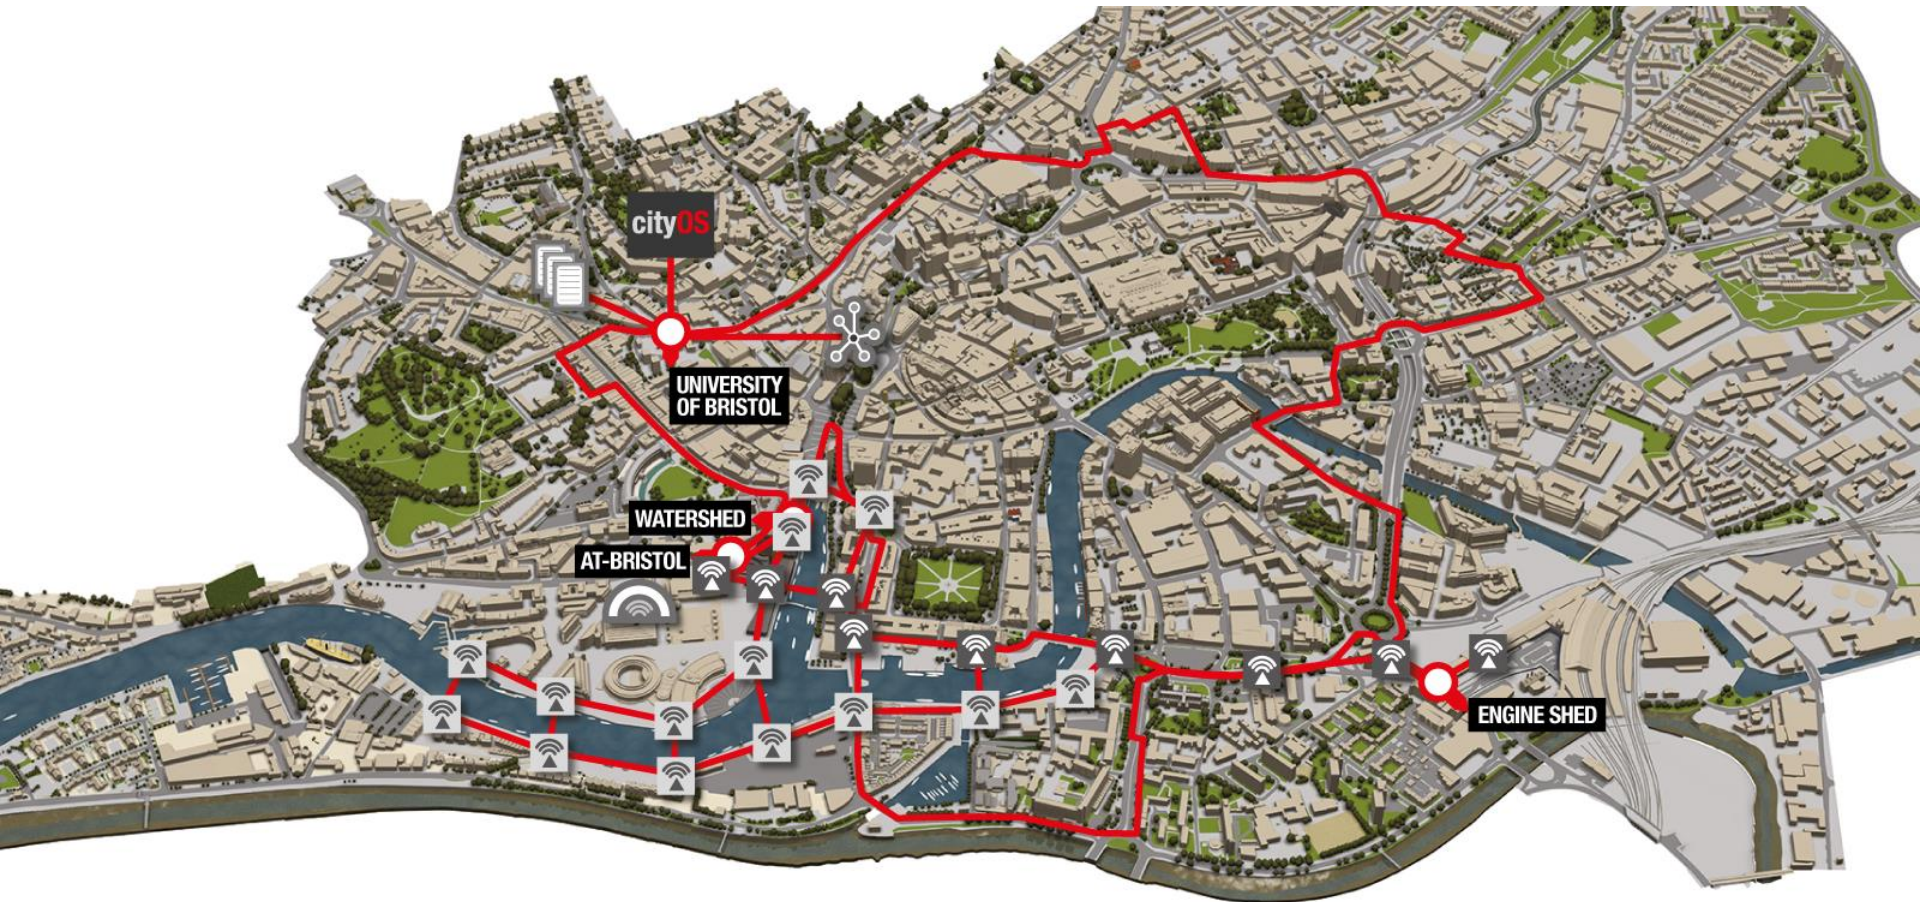 cityOS
UNIVERSITY
OF BRISTOL
WATERSHED
AT-BRISTOL
ENGINE SHED